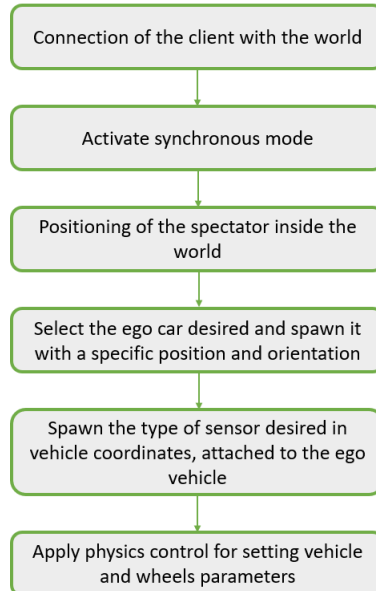 Connection of the client with the world
Activate synchronous mode
Positioning of the spectator inside the
world
Select the ego car desired and spawn it
with a specific position and orientation
Spawn the type of sensor desired in
vehicle coordinates, attached to the ego
vehicle
Apply physics control for setting vehicle
and wheels parameters